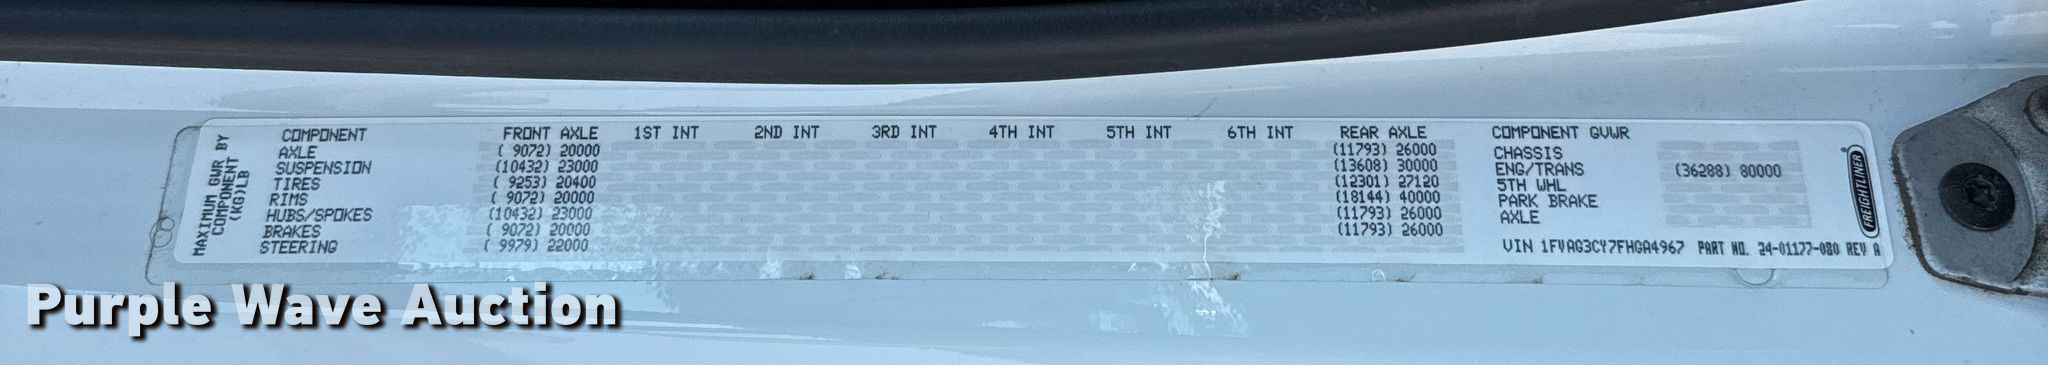 MAXIMUM GWR BY
COMPONENT
(KG)LB
COMPONENT FRONT AXLE 1ST INT 2ND INT 3RD INT 4TH INT 5TH INT 6TH INT REAR AXLE COMPONENT GVWR
AXLE ( 9072) 20000 (11793) 26000 CHASSIS
SUSPENSION (10432) 23000 (13608) 30000 ENG/TRANS (36288) 80000
TIRES ( 9253) 20400 (12301) 27120 5TH WHL
RIMS ( 9072) 20000 (18144) 40000 PARK BRAKE
HUBS/SPOKES (10432) 23000 (11793) 26000 AXLE
BRAKES ( 9072) 20000 (11793) 26000
STEERING ( 9979) 22000 VIN 1FVAG3CY7FHGA4967 PART NO. 24-01177-080 REV A
FREIGHTLINER
Purple Wave Auction